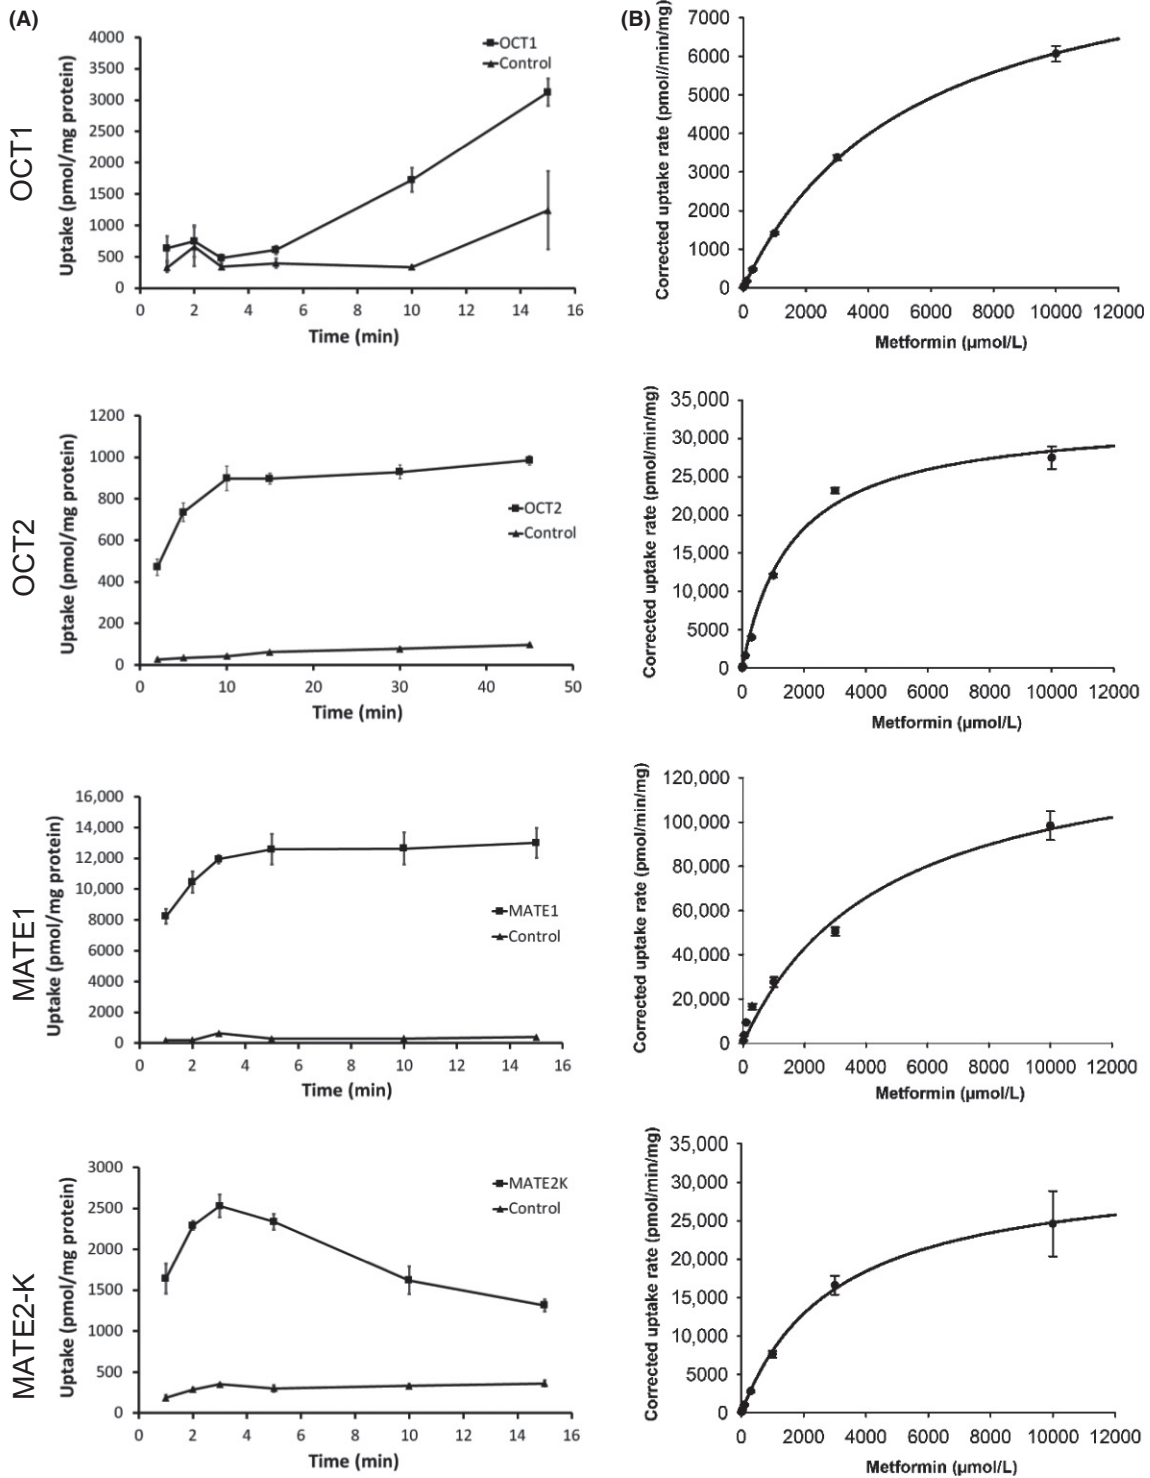 (A)
OCT1
Uptake (pmol/mg protein)
4000
3500
3000
2500
2000
1500
1000
500
0
OCT1
Control
0 2 4 6 8 10 12 14 16
Time (min)
(B)
Corrected uptake rate (pmol//min/mg)
7000
6000
5000
4000
3000
2000
1000
0
0 2000 4000 6000 8000 10000 12000
Metformin (µmol/L)
OCT2
Uptake (pmol/mg protein)
1200
1000
800
600
400
200
0
OCT2
Control
0 10 20 30 40 50
Time (min)
Corrected uptake rate (pmol/min/mg)
35,000
30,000
25,000
20,000
15,000
10,000
5000
0
0 2000 4000 6000 8000 10000 12000
Metformin (µmol/L)
MATE1
Uptake (pmol/mg protein)
16,000
14,000
12,000
10,000
8000
6000
4000
2000
0
MATE1
Control
0 2 4 6 8 10 12 14 16
Time (min)
Corrected uptake rate (pmol/min/mg)
120,000
100,000
80,000
60,000
40,000
20,000
0
0 2000 4000 6000 8000 10000 12000
Metformin (µmol/L)
MATE2-K
Uptake (pmol/mg protein)
3000
2500
2000
1500
1000
500
0
MATE2K
Control
0 2 4 6 8 10 12 14 16
Time (min)
Corrected uptake rate (pmol/min/mg)
35,000
30,000
25,000
20,000
15,000
10,000
5000
0
0 2000 4000 6000 8000 10000 12000
Metformin (µmol/L)